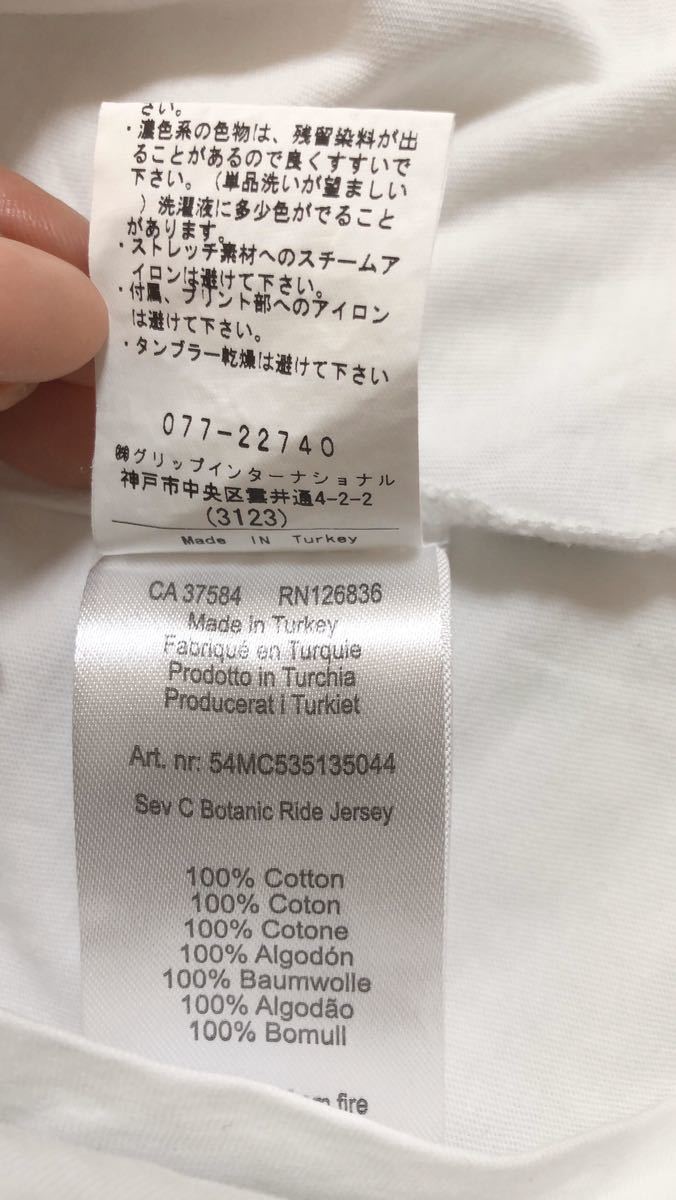 さい。
・濃色系の色物は、残留染料が出
ることがあるので良くすすいで
下さい。（単品洗いが望ましい
）洗濯液に多少色がでること
があります。
・ストレッチ素材へのスチームア
イロンは避けて下さい。
・付属、プリント部へのアイロン
は避けて下さい。
・タンブラー乾燥は避けて下さい
077-22740
㈱グリップインターナショナル
神戸市中央区雲井通4-2-2
(3123)
Made IN Turkey
CA 37584 RN126836
Made in Turkey
Fabriqué en Turquie
Prodotto in Turchia
Producerat i Turkiet
Art. nr: 54MC535135044
Sev C Botanic Ride Jersey
100% Cotton
100% Coton
100% Cotone
100% Algodón
100% Baumwolle
100% Algodão
100% Bomull
fire